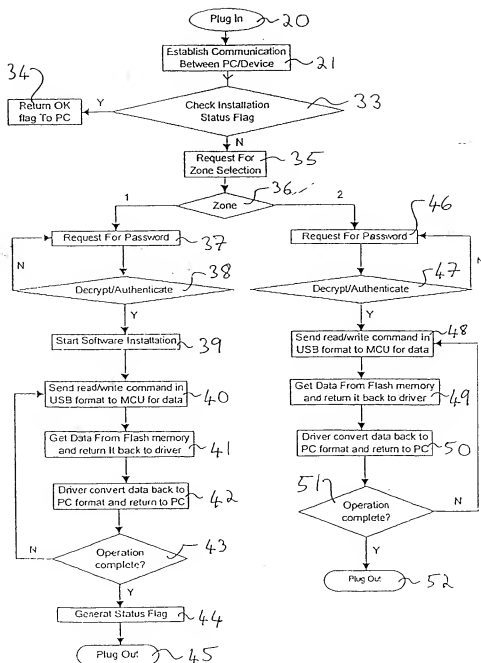 Plug In
20
Establish Communication
Between PC/Device
21
34
Return OK
flag To PC
Y
Check Installation
Status Flag
33
N
Request For
Zone Selection
35
1
Zone
36
2
Request For Password
37
N
Decrypt/Authenticate
38
Y
Start Software Installation
39
Send read/write command in
USB format to MCU for data
40
Get Data From Flash memory
and return It back to driver
41
Driver convert data back to
PC format and return to PC
42
N
Operation
complete?
43
Y
General Status Flag
44
Plug Out
45
46
Request For Password
N
47
Decrypt/Authenticate
Y
48
Send read/write command in
USB format to MCU for data
Get Data From Flash memory
and return it back to driver
49
Driver convert data back to
PC format and return to PC
50
51
Operation
complete?
N
Y
Plug Out
52